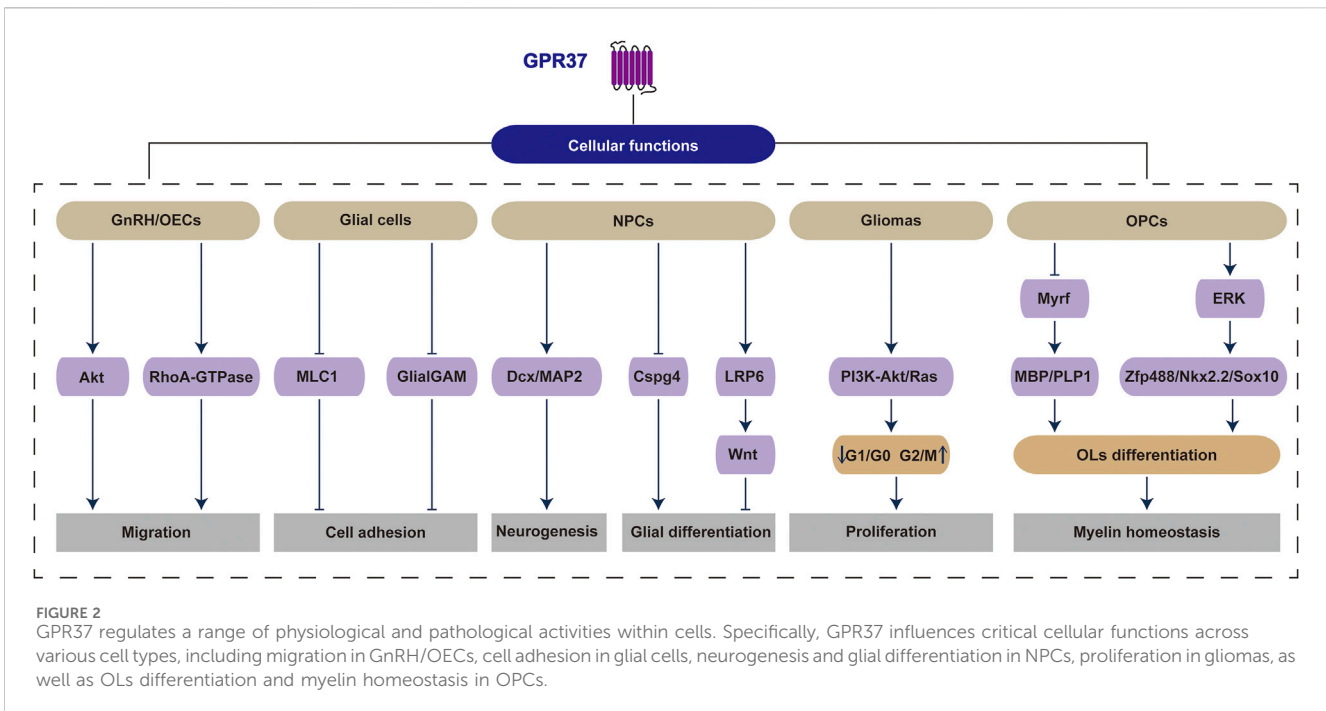 GPR37
Cellular functions
GnRH/OECs
Glial cells
NPCs
Gliomas
OPCs
Myrf
ERK
Akt
RhoA-GTPase
MLC1
GlialGAM
Dcx/MAP2
Cspg4
LRP6
PI3K-Akt/Ras
MBP/PLP1
Zfp488/Nkx2.2/Sox10
Wnt
↓G1/G0 G2/M↑
OLs differentiation
Migration
Cell adhesion
Neurogenesis
Glial differentiation
Proliferation
Myelin homeostasis
FIGURE 2
GPR37 regulates a range of physiological and pathological activities within cells. Specifically, GPR37 influences critical cellular functions across
various cell types, including migration in GnRH/OECs, cell adhesion in glial cells, neurogenesis and glial differentiation in NPCs, proliferation in gliomas, as
well as OLs differentiation and myelin homeostasis in OPCs.